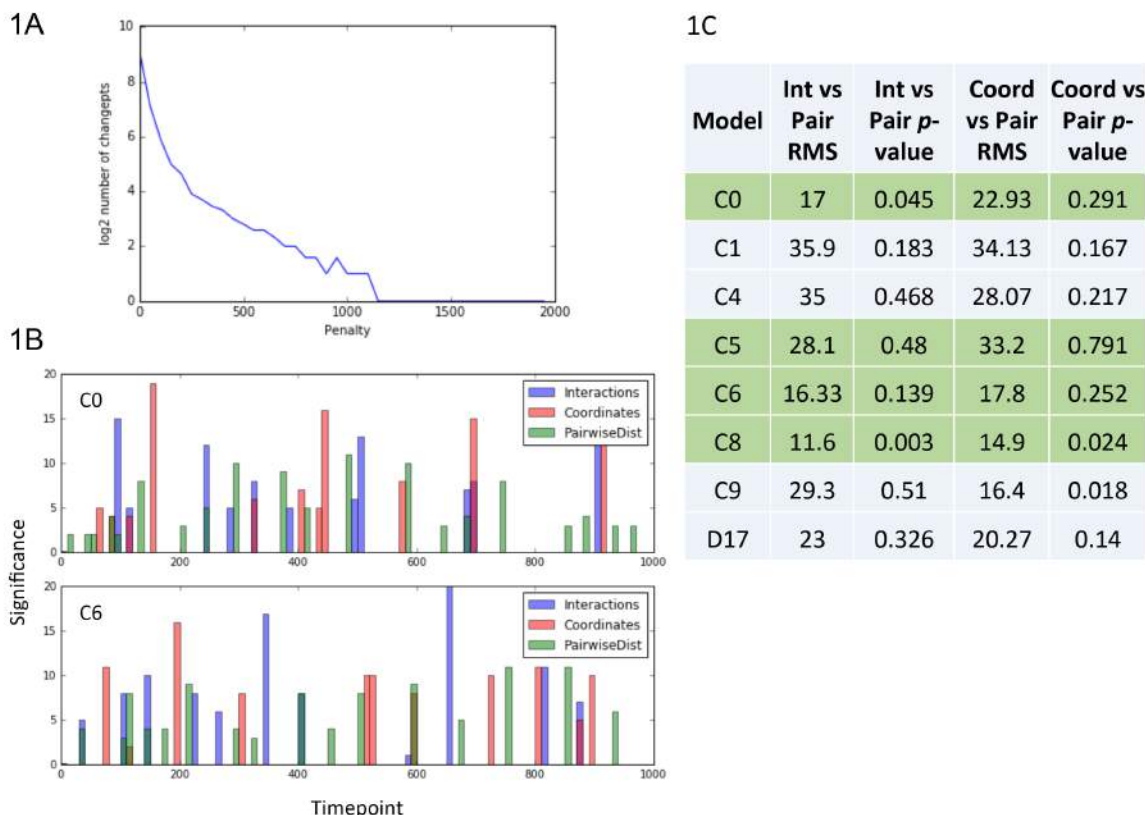 1A
10
8
6
4
2
0
log2 number of changepts
0 500 1000 1500 2000
Penalty
1B
C0
20
15
10
5
0
Interactions
Coordinates
PairwiseDist
0 200 400 600 800 1000
C6
20
15
10
5
0
Interactions
Coordinates
PairwiseDist
0 200 400 600 800 1000
Significance
Timepoint
1C
Model Int vs Pair RMS Int vs Pair p-value Coord vs Pair RMS Coord vs Pair p-value
C0 17 0.045 22.93 0.291
C1 35.9 0.183 34.13 0.167
C4 35 0.468 28.07 0.217
C5 28.1 0.48 33.2 0.791
C6 16.33 0.139 17.8 0.252
C8 11.6 0.003 14.9 0.024
C9 29.3 0.51 16.4 0.018
D17 23 0.326 20.27 0.14